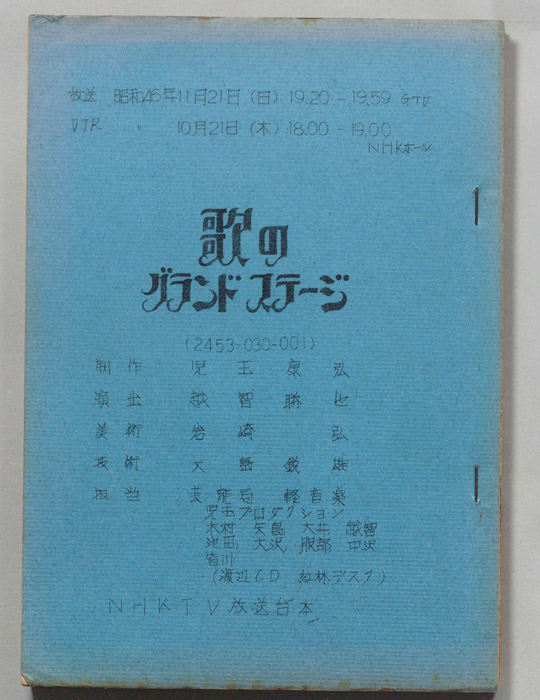 放送 昭和46年11月21日(日) 19.20-19.59 GTV
VTR 〃 10月21日(木) 18.00-19.00
NHKホール
歌の
グランドステージ
(2453-030-001)
制作 児玉康弘
演出 越智勝也
美術 岩崎弘
技術 大島鋭雄
担当 芸能局 軽音楽
児玉プロダクション
木村 矢島 大井 越智
池田 大沢 服部 中沢
皆川
(渡辺CD 林デスク)
NHKTV放送台本